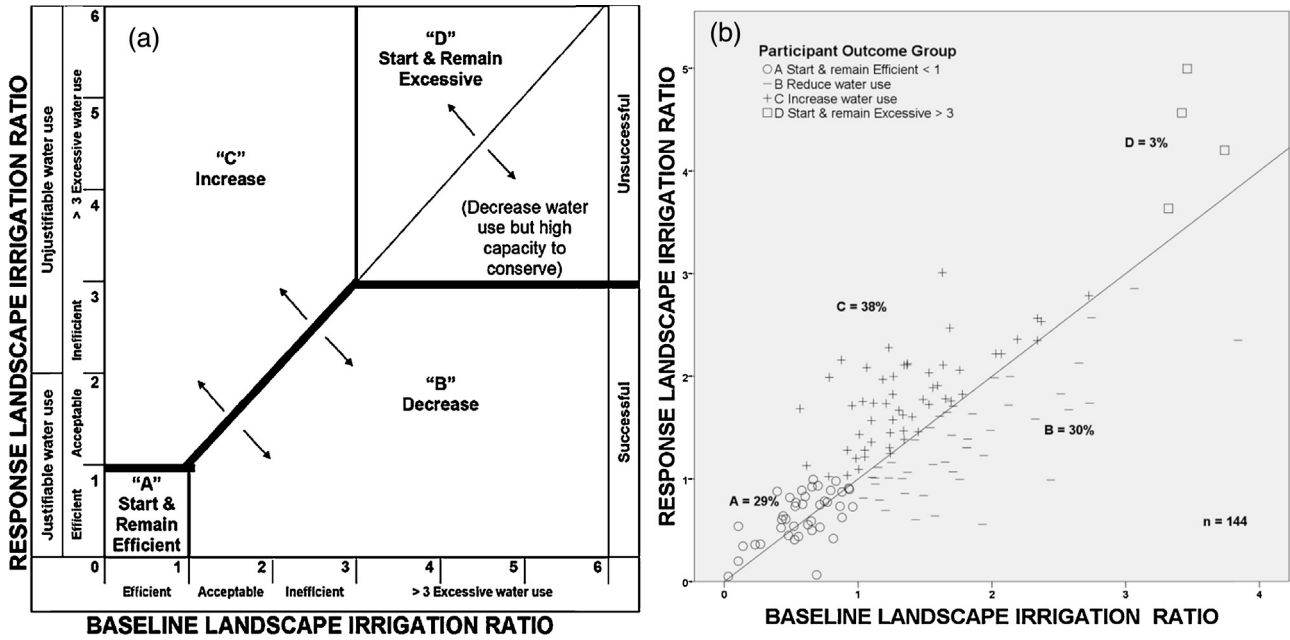 (a)
RESPONSE LANDSCAPE IRRIGATION RATIO
Unjustifiable water use
Justifiable water use
> 3 Excessive water use
Inefficient
Acceptable
Efficient
6
5
4
3
2
1
0
"C"
Increase
"D"
Start & Remain
Excessive
(Decrease water
use but high
capacity to
conserve)
"B"
Decrease
"A"
Start &
Remain
Efficient
Unsuccessful
Successful
1
2
3
4
5
6
Efficient
Acceptable
Inefficient
> 3 Excessive water use
BASELINE LANDSCAPE IRRIGATION RATIO
(b)
RESPONSE LANDSCAPE IRRIGATION RATIO
Participant Outcome Group
A Start & remain Efficient < 1
B Reduce water use
C Increase water use
D Start & remain Excessive > 3
5
4
3
2
1
0
D = 3%
C = 38%
B = 30%
A = 29%
n = 144
0
1
2
3
4
BASELINE LANDSCAPE IRRIGATION RATIO